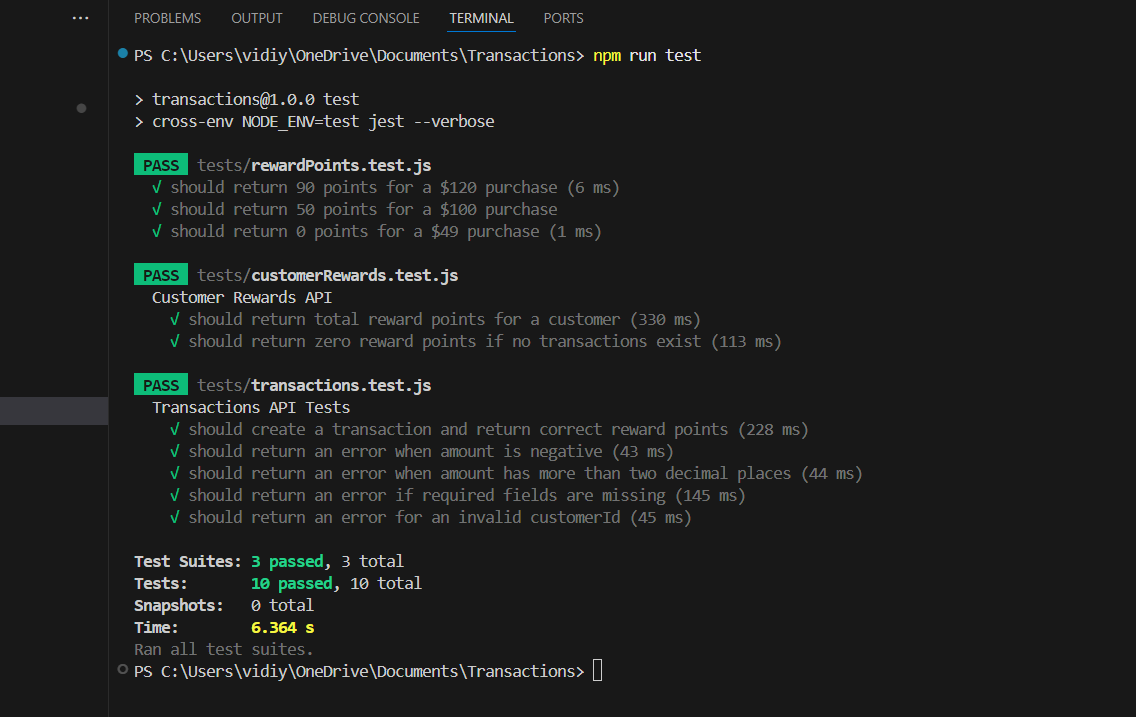 ... PROBLEMS OUTPUT DEBUG CONSOLE TERMINAL PORTS
PS C:\Users\vidiy\OneDrive\Documents\Transactions> npm run test
> transactions@1.0.0 test
> cross-env NODE_ENV=test jest --verbose
PASS tests/rewardPoints.test.js
√ should return 90 points for a $120 purchase (6 ms)
√ should return 50 points for a $100 purchase
√ should return 0 points for a $49 purchase (1 ms)
PASS tests/customerRewards.test.js
Customer Rewards API
√ should return total reward points for a customer (330 ms)
√ should return zero reward points if no transactions exist (113 ms)
PASS tests/transactions.test.js
Transactions API Tests
√ should create a transaction and return correct reward points (228 ms)
√ should return an error when amount is negative (43 ms)
√ should return an error when amount has more than two decimal places (44 ms)
√ should return an error if required fields are missing (145 ms)
√ should return an error for an invalid customerId (45 ms)
Test Suites: 3 passed, 3 total
Tests: 10 passed, 10 total
Snapshots: 0 total
Time: 6.364 s
Ran all test suites.
PS C:\Users\vidiy\OneDrive\Documents\Transactions>